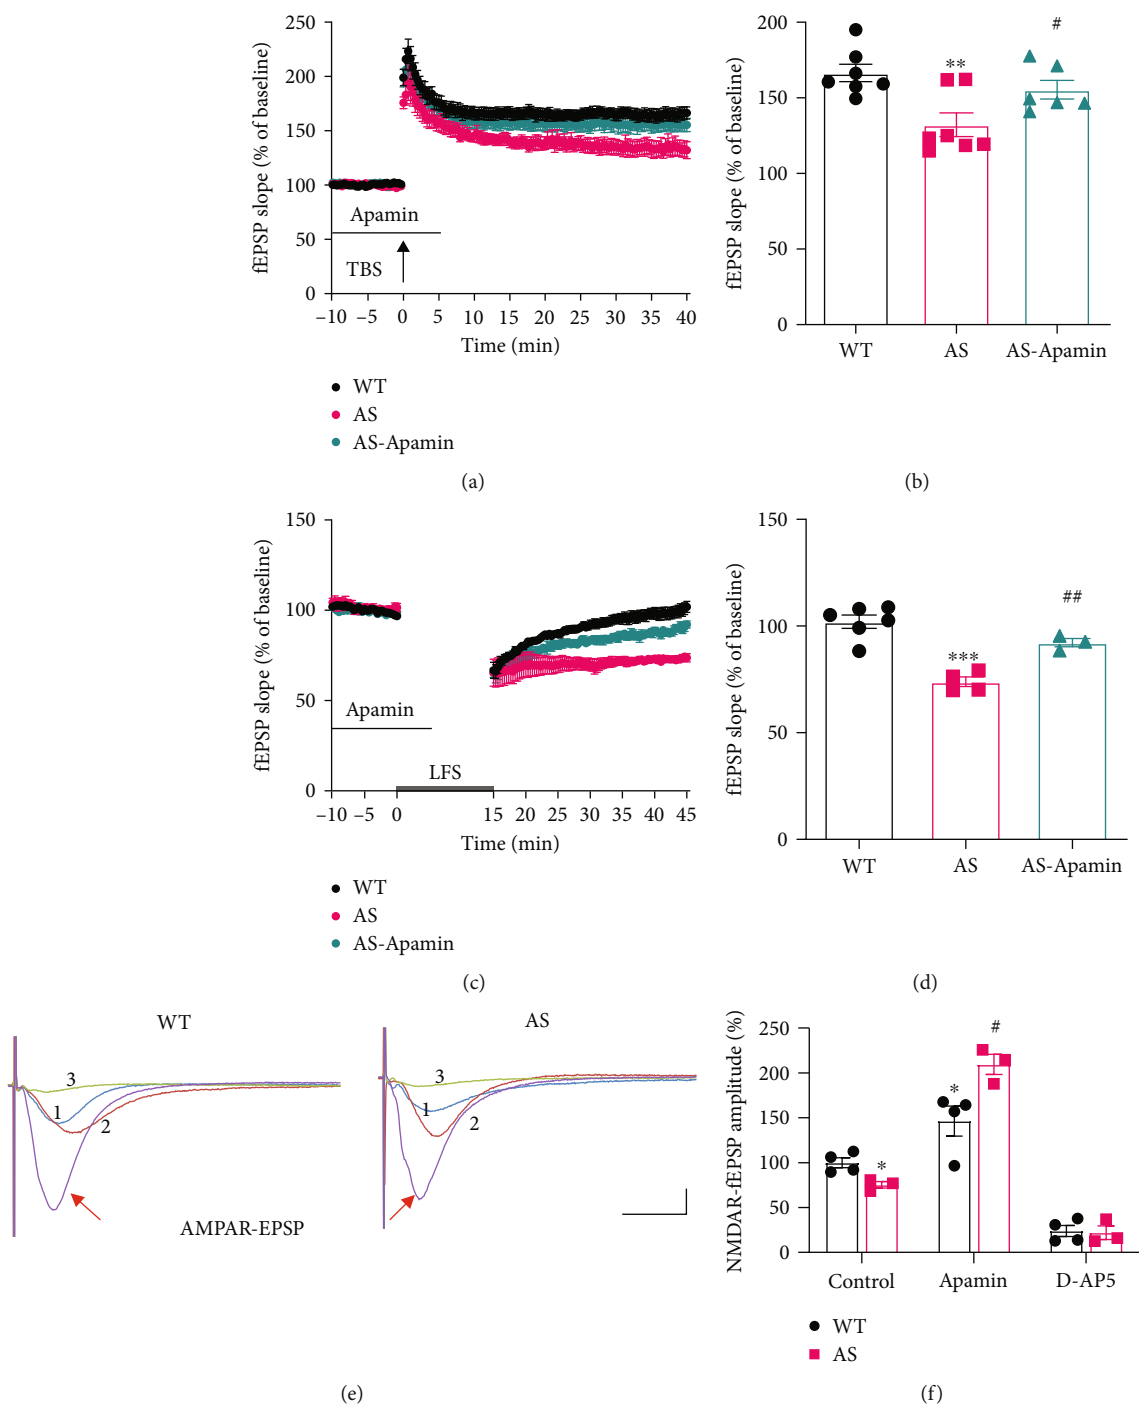 fEPSP slope (% of baseline)
250
200
150
100
50
0
Apamin
TBS
−10 −5 0 5 10 15 20 25 30 35 40
Time (min)
WT
AS
AS-Apamin
(a)
fEPSP slope (% of baseline)
200
150
100
50
0
**
#
WT AS AS-Apamin
(b)
fEPSP slope (% of baseline)
150
100
50
0
Apamin
LFS
−10 −5 0 15 20 25 30 35 40 45
Time (min)
WT
AS
AS-Apamin
(c)
fEPSP slope (% of baseline)
150
100
50
0
***
##
WT AS AS-Apamin
(d)
WT
3
1
2
AMPAR-EPSP
AS
3
1
2
(e)
NMDAR-fEPSP amplitude (%)
250
200
150
100
50
0
*
*
#
Control Apamin D-AP5
WT
AS
(f)